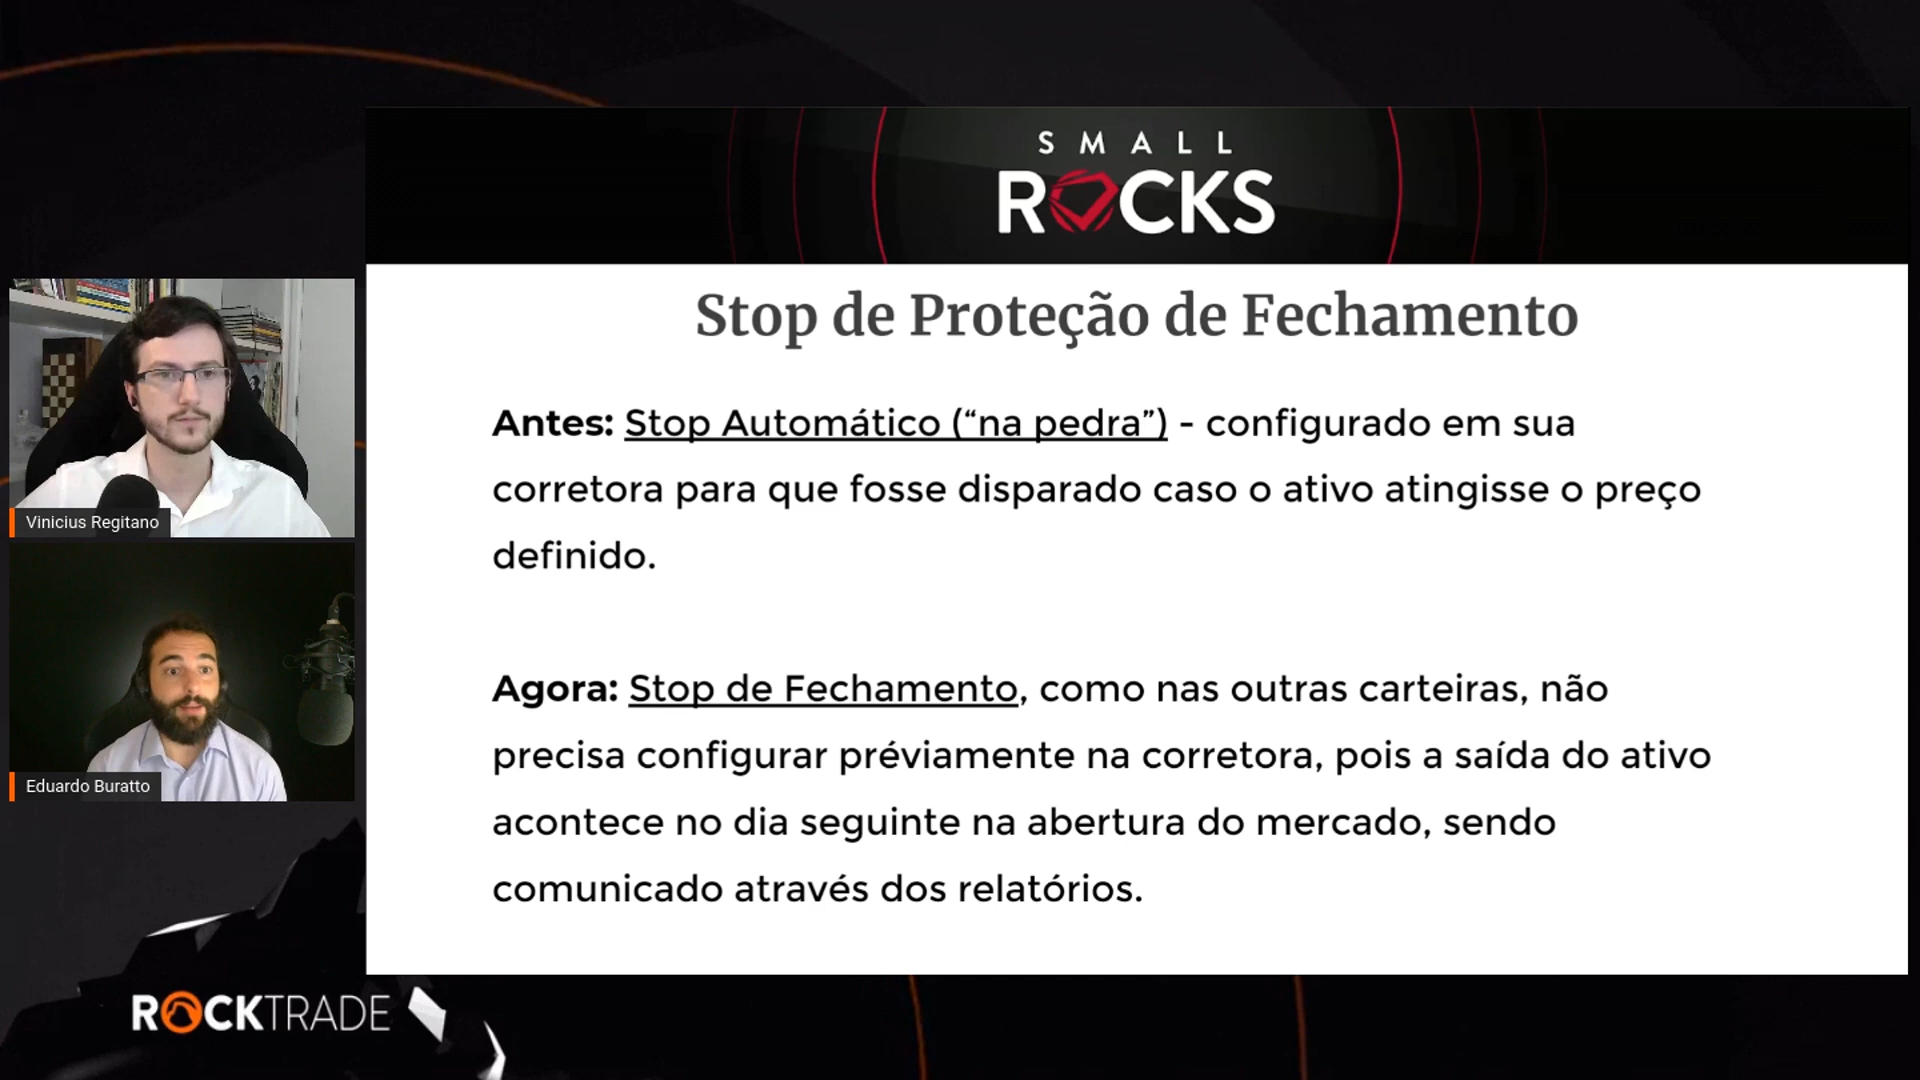 SMALL
ROCKS
Stop de Proteção de Fechamento
Antes: Stop Automático (“na pedra”) - configurado em sua
corretora para que fosse disparado caso o ativo atingisse o preço
definido.
Agora: Stop de Fechamento, como nas outras carteiras, não
precisa configurar préviamente na corretora, pois a saída do ativo
acontece no dia seguinte na abertura do mercado, sendo
comunicado através dos relatórios.
Vinicius Regitano
Eduardo Buratto
ROCKTRADE